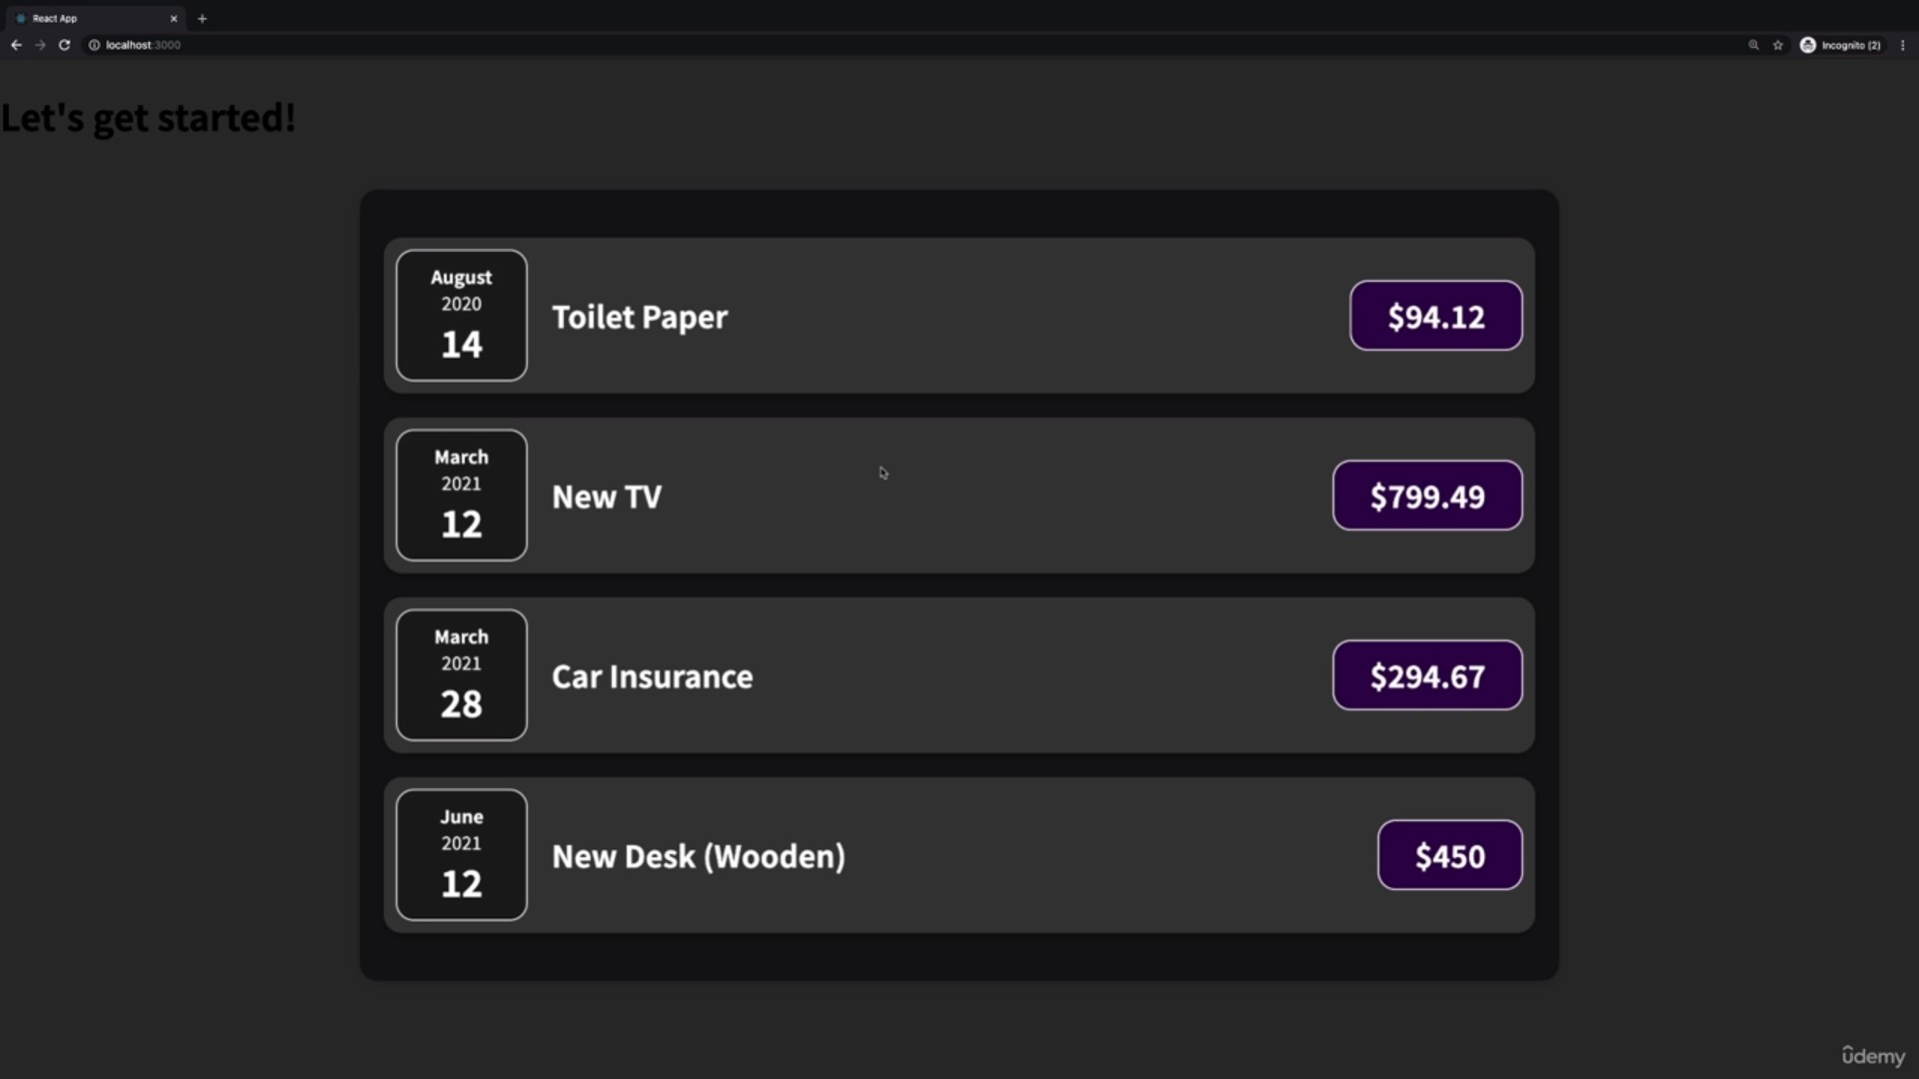 React App
localhost:3000
Incognito (2)
Let's get started!
August
2020
14
Toilet Paper
$94.12
March
2021
12
New TV
$799.49
March
2021
28
Car Insurance
$294.67
June
2021
12
New Desk (Wooden)
$450
ûdemy